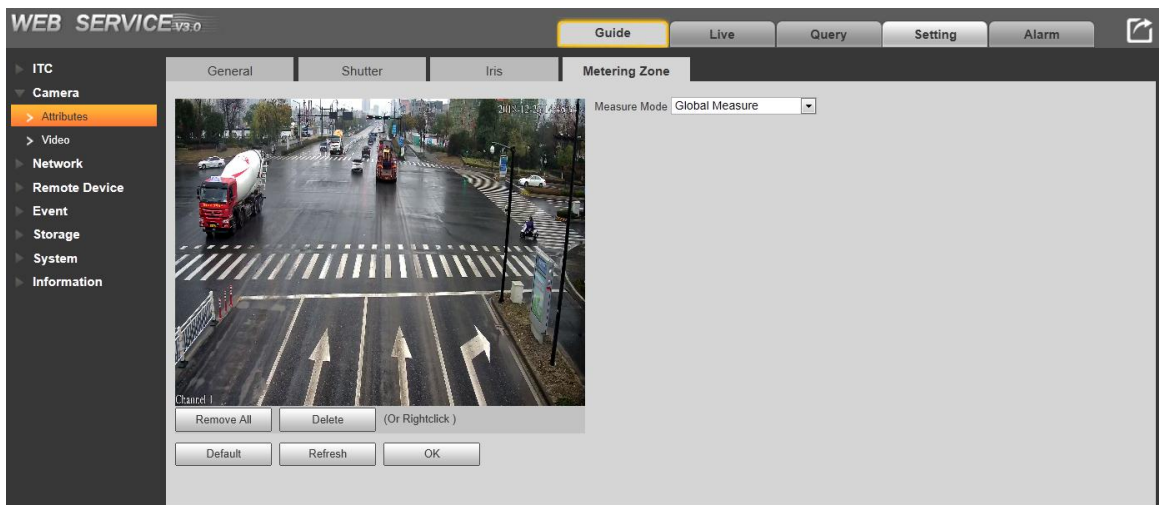 WEB SERVICE V3.0
Guide
Live
Query
Setting
Alarm
ITC
Camera
Attributes
Video
Network
Remote Device
Event
Storage
System
Information
General
Shutter
Iris
Metering Zone
Measure Mode Global Measure
Channel 1
Remove All
Delete
(Or Rightclick )
Default
Refresh
OK